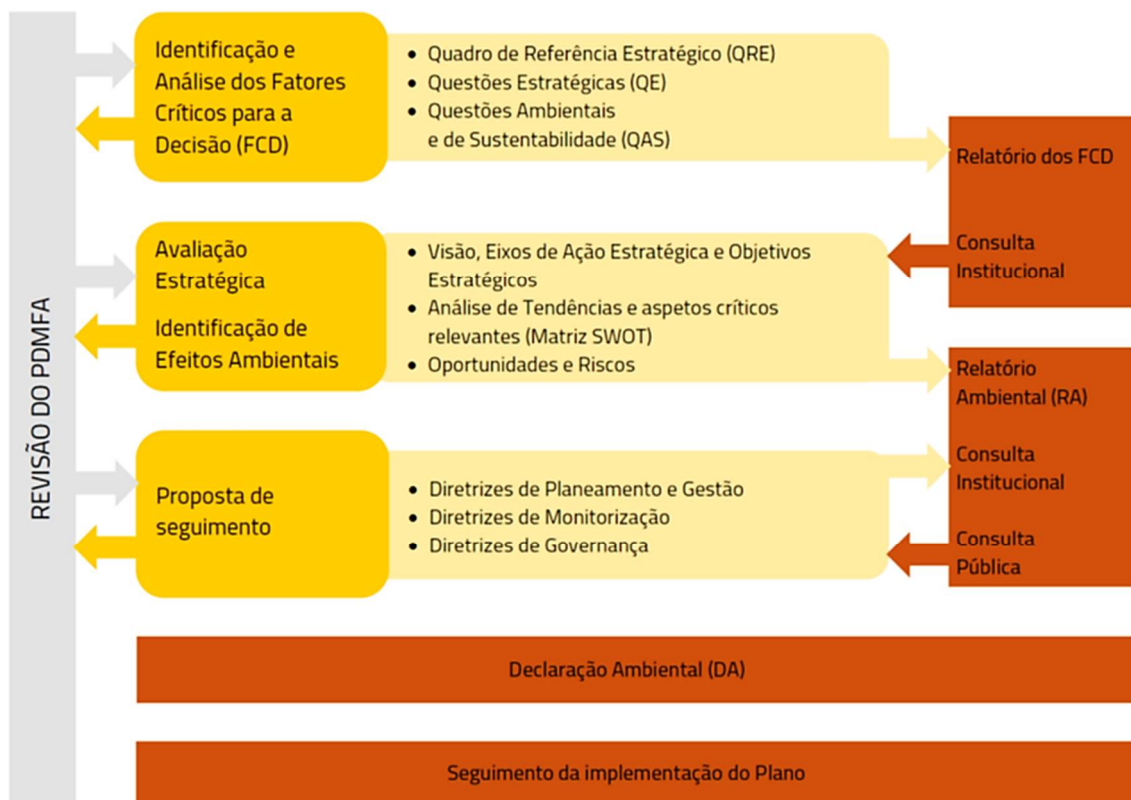 REVISÃO DO PDMFA
Identificação e
Análise dos Fatores
Críticos para a
Decisão (FCD)
• Quadro de Referência Estratégico (QRE)
• Questões Estratégicas (QE)
• Questões Ambientais
e de Sustentabilidade (QAS)
Relatório dos FCD
Consulta
Institucional
Avaliação
Estratégica
Identificação de
Efeitos Ambientais
• Visão, Eixos de Ação Estratégica e Objetivos
Estratégicos
• Análise de Tendências e aspetos críticos
relevantes (Matriz SWOT)
• Oportunidades e Riscos
Relatório
Ambiental (RA)
Consulta
Institucional
Consulta
Pública
Proposta de
seguimento
• Diretrizes de Planeamento e Gestão
• Diretrizes de Monitorização
• Diretrizes de Governança
Declaração Ambiental (DA)
Seguimento da implementação do Plano